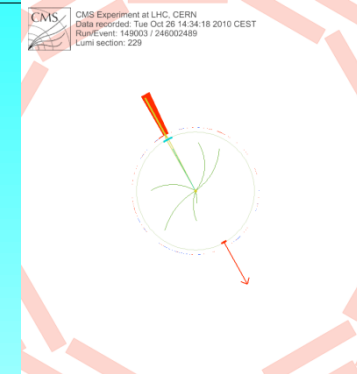 CMS
CMS Experiment at LHC, CERN
Data recorded: Tue Oct 26 14:34:18 2010 CEST
Run/Event: 149003 / 246002489
Lumi section: 229